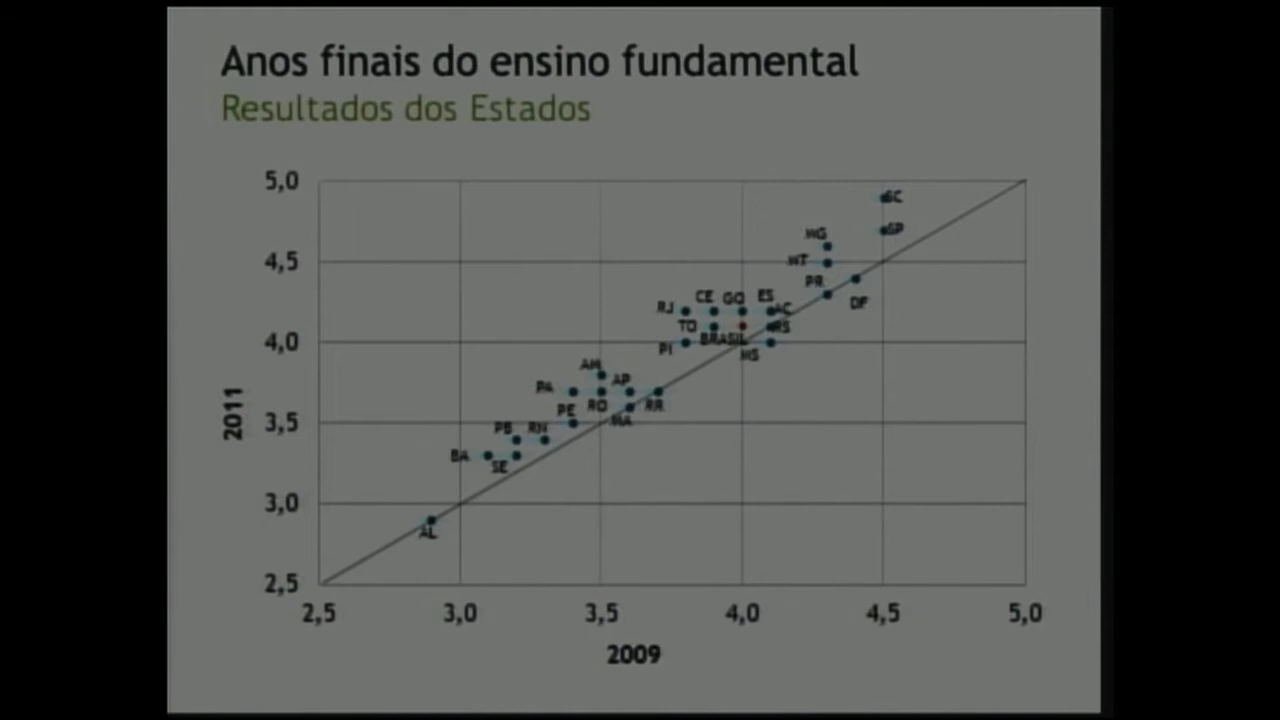 Anos finais do ensino fundamental
Resultados dos Estados
5,0
SC
SP
MG
4,5
MT
PR
DF
CE
GO
ES
RJ
AC
TO
RS
4,0
BRASIL
PI
MS
AM
AP
PA
RO
RR
PE
MA
2011
3,5
PB
RN
BA
SE
3,0
AL
2,5
2,5 3,0 3,5 4,0 4,5 5,0
2009